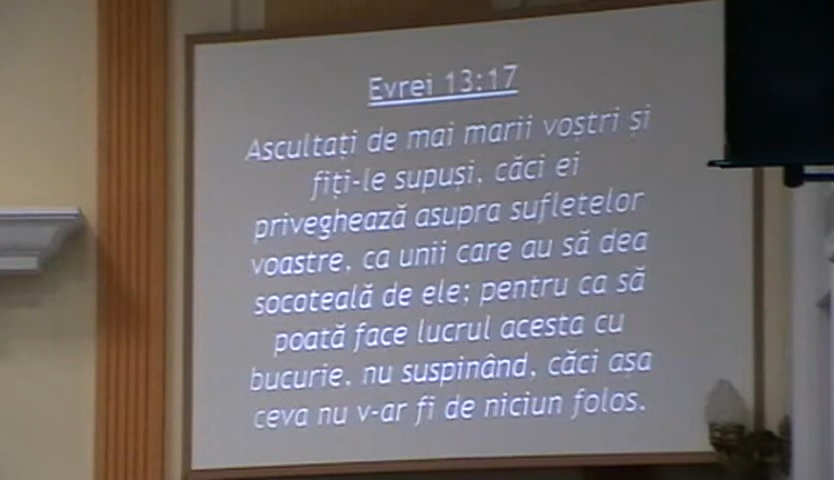 Evrei 13:17
Ascultați de mai marii voștri și
fiți-le supuși, căci ei
priveghează asupra sufletelor
voastre, ca unii care au să dea
socoteală de ele; pentru ca să
poată face lucrul acesta cu
bucurie, nu suspinând, căci așa
ceva nu v-ar fi de niciun folos.